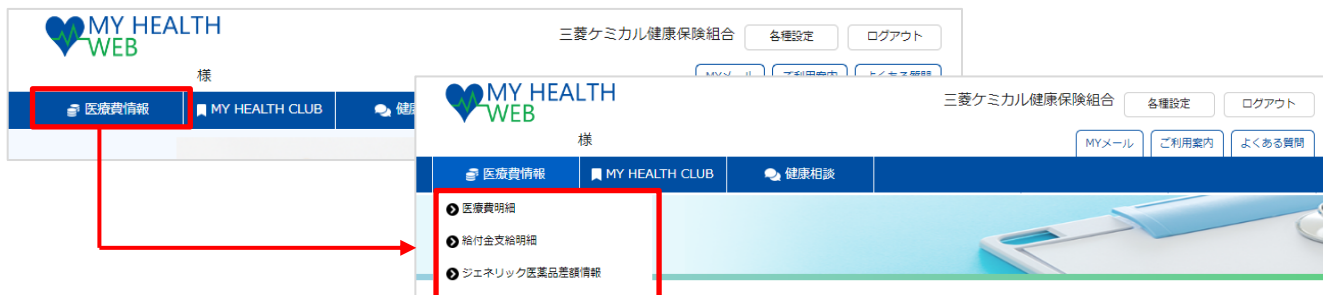 MY HEALTH
WEB
三菱ケミカル健康保険組合
各種設定
ログアウト
様
MYメール
ご利用案内
よくある質問
医療費情報
MY HEALTH CLUB
MY HEALTH
WEB
三菱ケミカル健康保険組合
各種設定
ログアウト
様
MYメール
ご利用案内
よくある質問
医療費情報
MY HEALTH CLUB
健康相談
医療費明細
給付金支給明細
ジェネリック医薬品差額情報